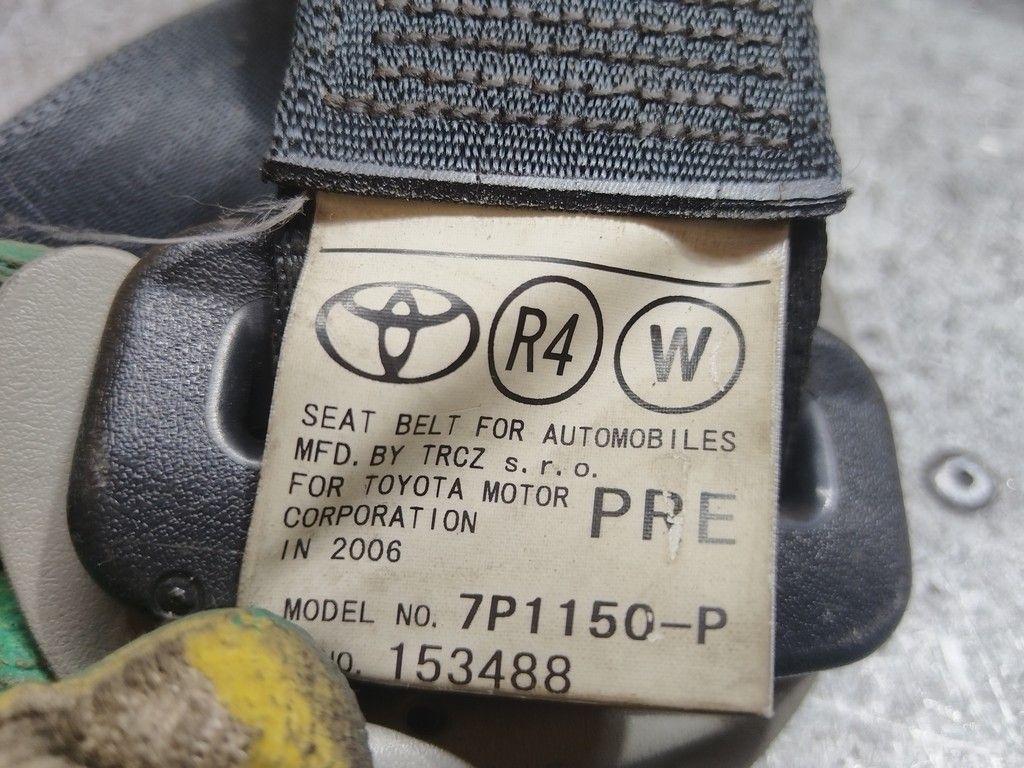 R4 W
SEAT BELT FOR AUTOMOBILES
MFD. BY TRCZ s. r. o.
FOR TOYOTA MOTOR
CORPORATION
PRE
IN 2006
MODEL NO. 7P1150-P
NO. 153488